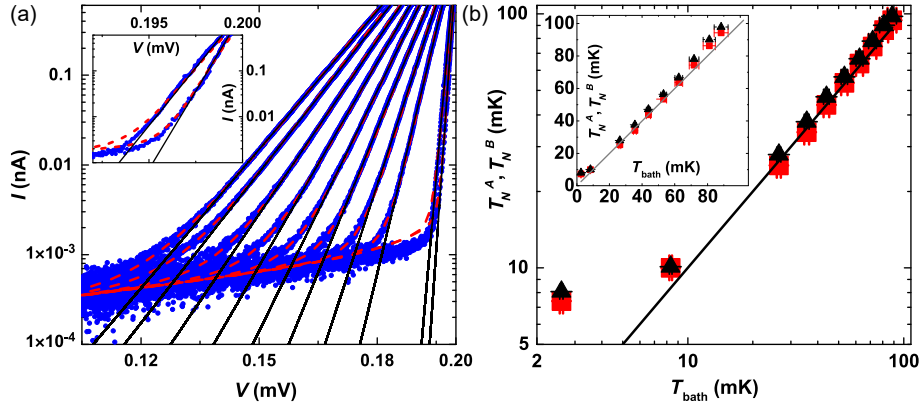 (a)
0.195 0.200
V (mV)
0.1
0.01
I (nA)
0.1
0.01
1×10⁻³
1×10⁻⁴
I (nA)
0.12 0.15 0.18 0.20
V (mV)
(b)
100
10
5
T_N^A, T_N^B (mK)
2 10 100
T_bath (mK)
100
80
60
40
20
0
T_N^A, T_N^B (mK)
0 20 40 60 80
T_bath (mK)